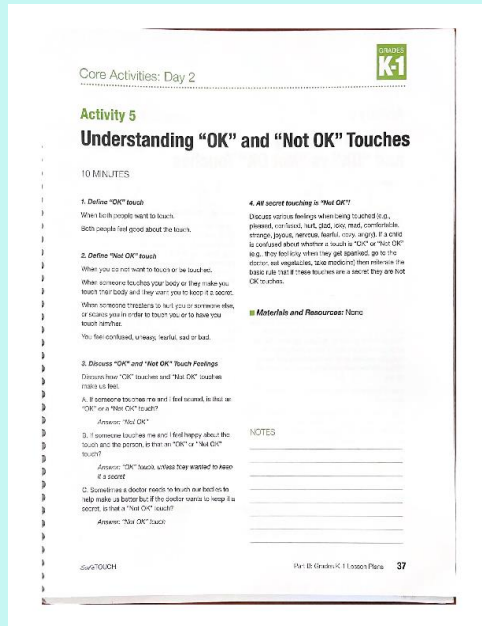 GRADES
K-1
Core Activities: Day 2
Activity 5
Understanding “OK” and “Not OK” Touches
10 MINUTES
1. Define “OK” touch
When both people want to touch.
Both people feel good about the touch.
2. Define “Not OK” touch
When you do not want to touch or be touched.
When someone touches your body or they make you
touch their body and they want you to keep it a secret.
When someone threatens to hurt you or someone else,
or scares you in order to touch you or to have you
touch him/her.
You feel confused, uneasy, fearful, sad or bad.
3. Discuss “OK” and “Not OK” Touch Feelings
Discuss how “OK” touches and “Not OK” touches
make us feel.
A. If someone touches me and I feel scared, is that an
“OK” or a “Not OK” touch?
Answer: “Not OK”
B. If someone touches me and I feel happy about the
touch and the person, is that an “OK” or “Not OK”
touch?
Answer: “OK” touch, unless they wanted to keep
it a secret
C. Sometimes a doctor needs to touch our bodies to
help make us better but if the doctor wants to keep it a
secret, is that a “Not OK” touch?
Answer: “Not OK” touch
4. All secret touching is “Not OK”!
Discuss various feelings when being touched (e.g.,
pleased, confused, hurt, glad, icky, mad, comfortable,
strange, joyous, nervous, fearful, cozy, angry). If a child
is confused about whether a touch is “OK” or “Not OK”
(e.g., they feel icky when they get spanked, go to the
doctor, eat vegetables, take medicine) then reiterate the
basic rule that if these touches are a secret they are Not
OK touches.
Materials and Resources: None
NOTES
SafeTOUCH
Part II: Grades K-1 Lesson Plans 37